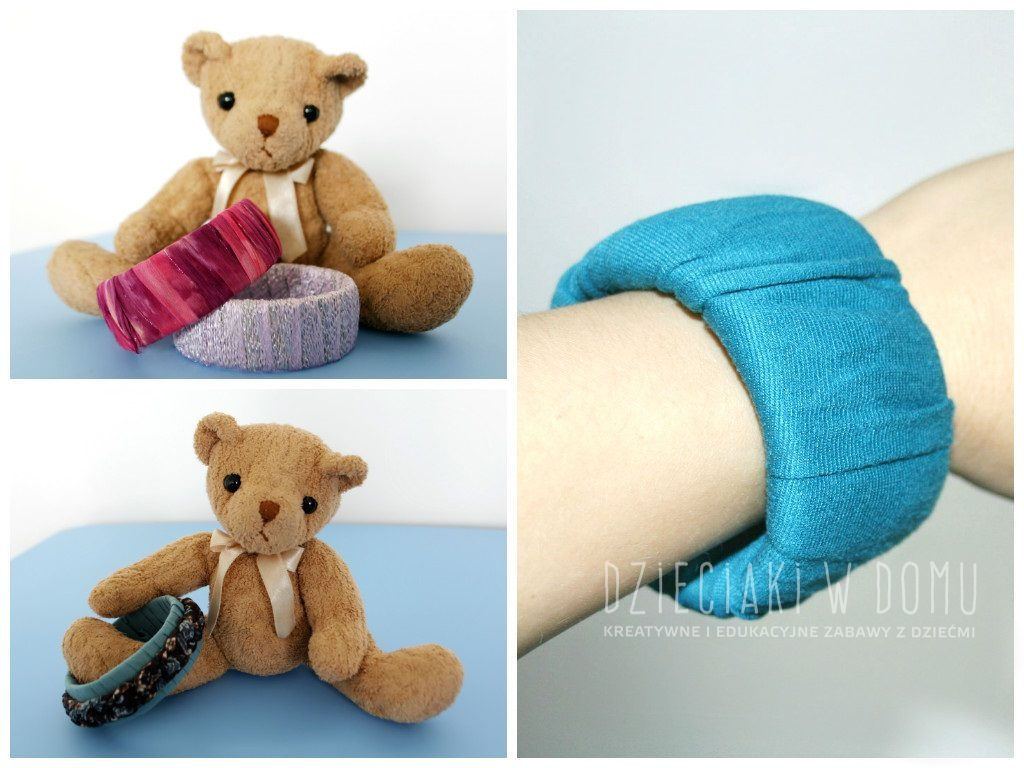 DZIECIAKI W DOMU
KREATYWNE I EDUKACYJNE ZABAWY Z DZIEĆMI